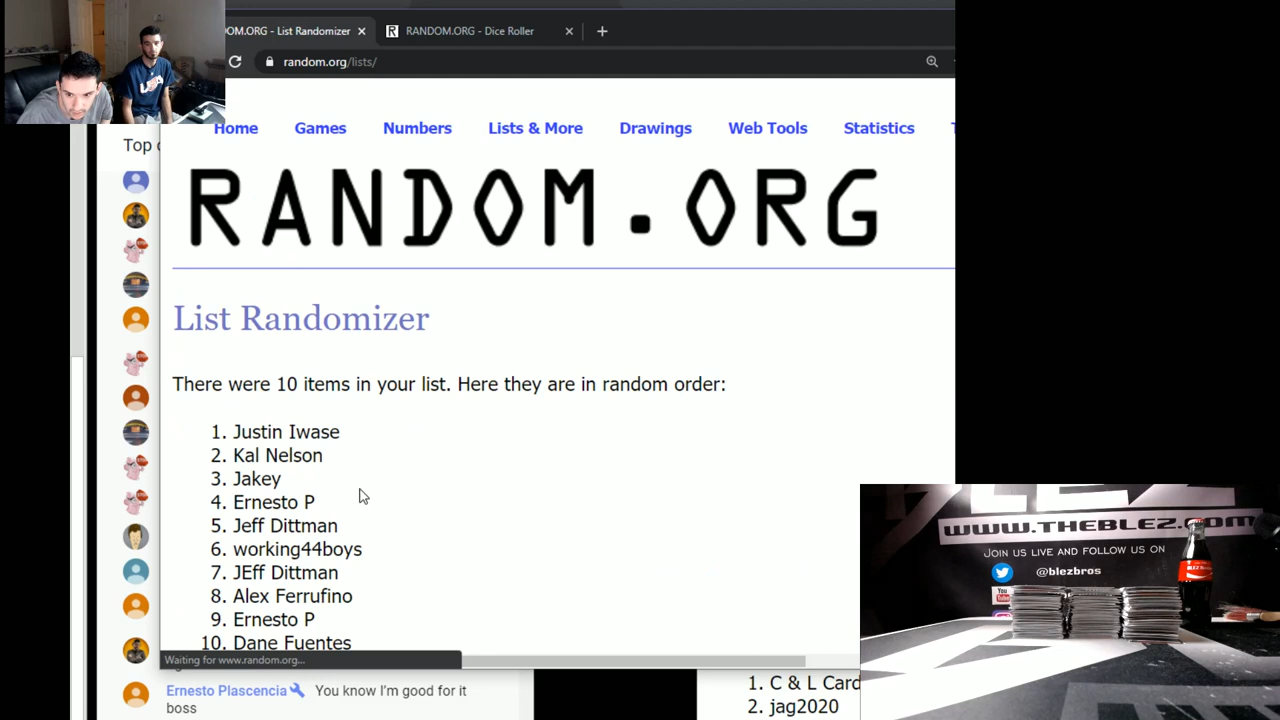 DOM.ORG - List Randomizer
RANDOM.ORG - Dice Roller
random.org/lists/
Home Games Numbers Lists & More Drawings Web Tools Statistics
Top
RANDOM.ORG
List Randomizer
There were 10 items in your list. Here they are in random order:
1. Justin Iwase
2. Kal Nelson
3. Jakey
4. Ernesto P
5. Jeff Dittman
6. working44boys
7. JEff Dittman
8. Alex Ferrufino
9. Ernesto P
10. Dane Fuentes
Waiting for www.random.org...
Ernesto Plascencia You know I'm good for it
boss
1. C & L Card
2. jag2020
BLEZ
WWW.THEBLEZ.COM
JOIN US LIVE AND FOLLOW US ON
@blezbros